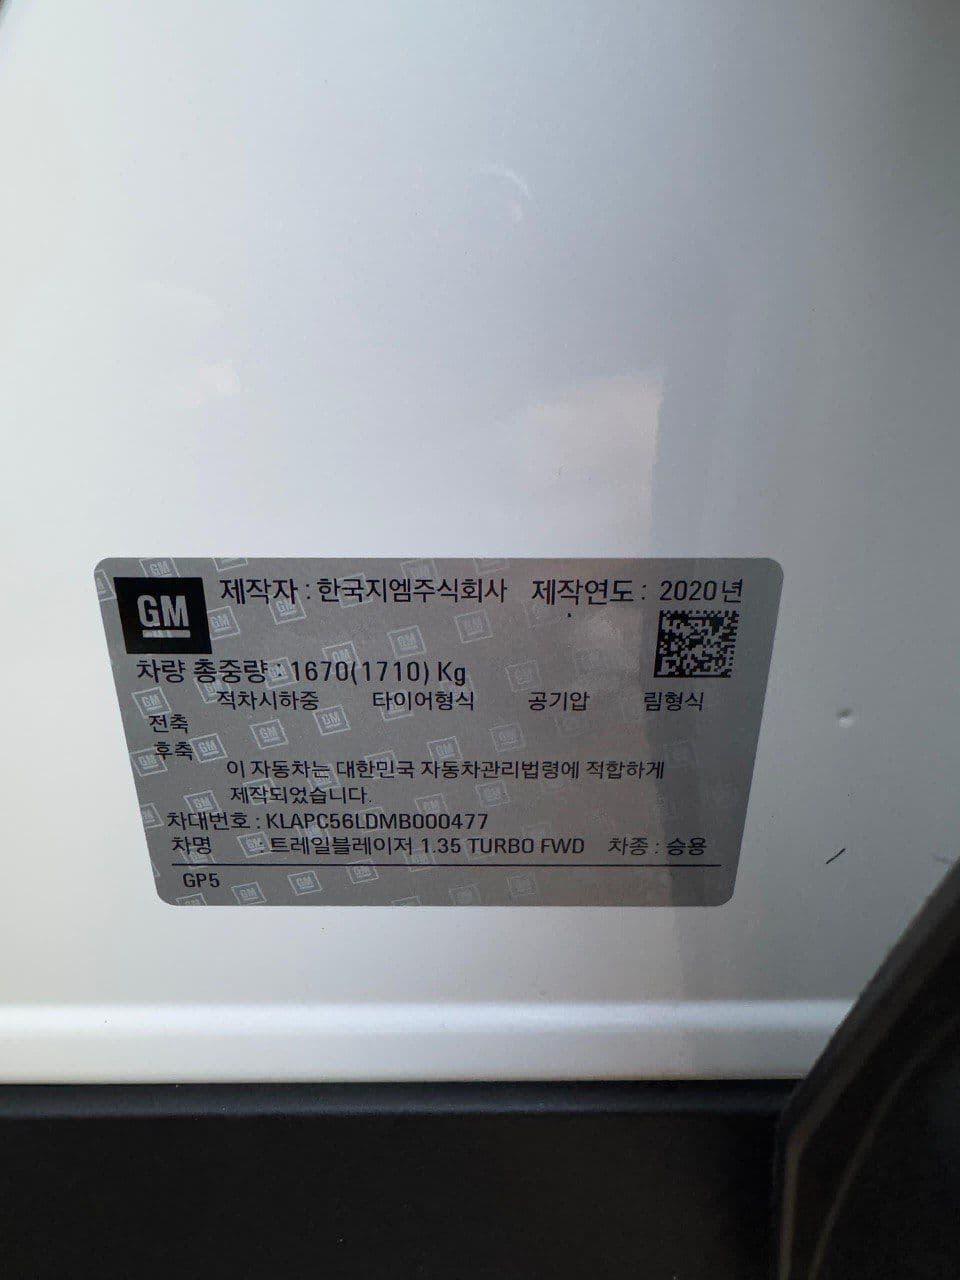 GM
제작자 : 한국지엠주식회사 제작연도 : 2020년
차량 총중량 : 1670(1710) Kg
적차시하중 타이어형식 공기압 림형식
전축
후축
이 자동차는 대한민국 자동차관리법령에 적합하게
제작되었습니다.
차대번호 : KLAPC56LDMB000477
차명 : 트레일블레이저 1.35 TURBO FWD 차종 : 승용
GP5